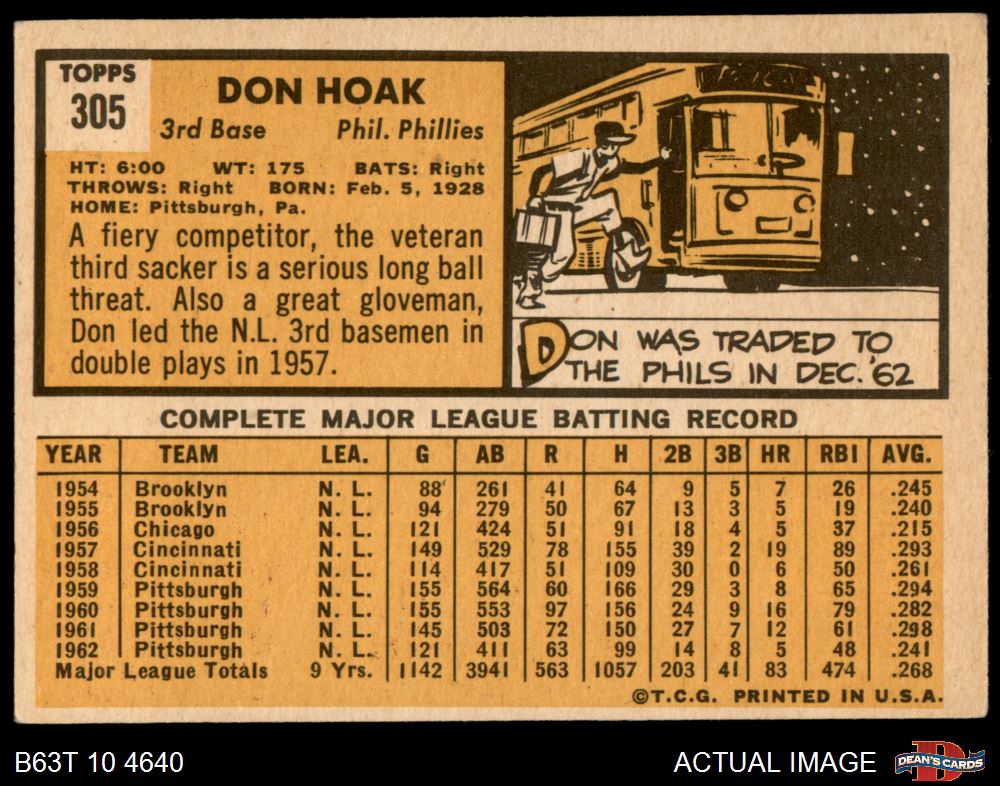 TOPPS
305
DON HOAK
3rd Base Phil. Phillies
HT: 6:00 WT: 175 BATS: Right
THROWS: Right BORN: Feb. 5, 1928
HOME: Pittsburgh, Pa.
A fiery competitor, the veteran
third sacker is a serious long ball
threat. Also a great gloveman,
Don led the N.L. 3rd basemen in
double plays in 1957.
DON WAS TRADED TO
THE PHILS IN DEC. '62
COMPLETE MAJOR LEAGUE BATTING RECORD
YEAR TEAM LEA. G AB R H 2B 3B HR RBI AVG.
1954 Brooklyn N. L. 88 261 41 64 9 5 7 26 .245
1955 Brooklyn N. L. 94 279 50 67 13 3 5 19 .240
1956 Chicago N. L. 121 424 51 91 18 4 5 37 .215
1957 Cincinnati N. L. 149 529 78 155 39 2 19 89 .293
1958 Cincinnati N. L. 114 417 51 109 30 0 6 50 .261
1959 Pittsburgh N. L. 155 564 60 166 29 3 8 65 .294
1960 Pittsburgh N. L. 155 553 97 156 24 9 16 79 .282
1961 Pittsburgh N. L. 145 503 72 150 27 7 12 61 .298
1962 Pittsburgh N. L. 121 411 63 99 14 8 5 48 .241
Major League Totals 9 Yrs. 1142 3941 563 1057 203 41 83 474 .268
©T.C.G. PRINTED IN U.S.A.
B63T 10 4640 ACTUAL IMAGE
D
DEAN'S CARDS